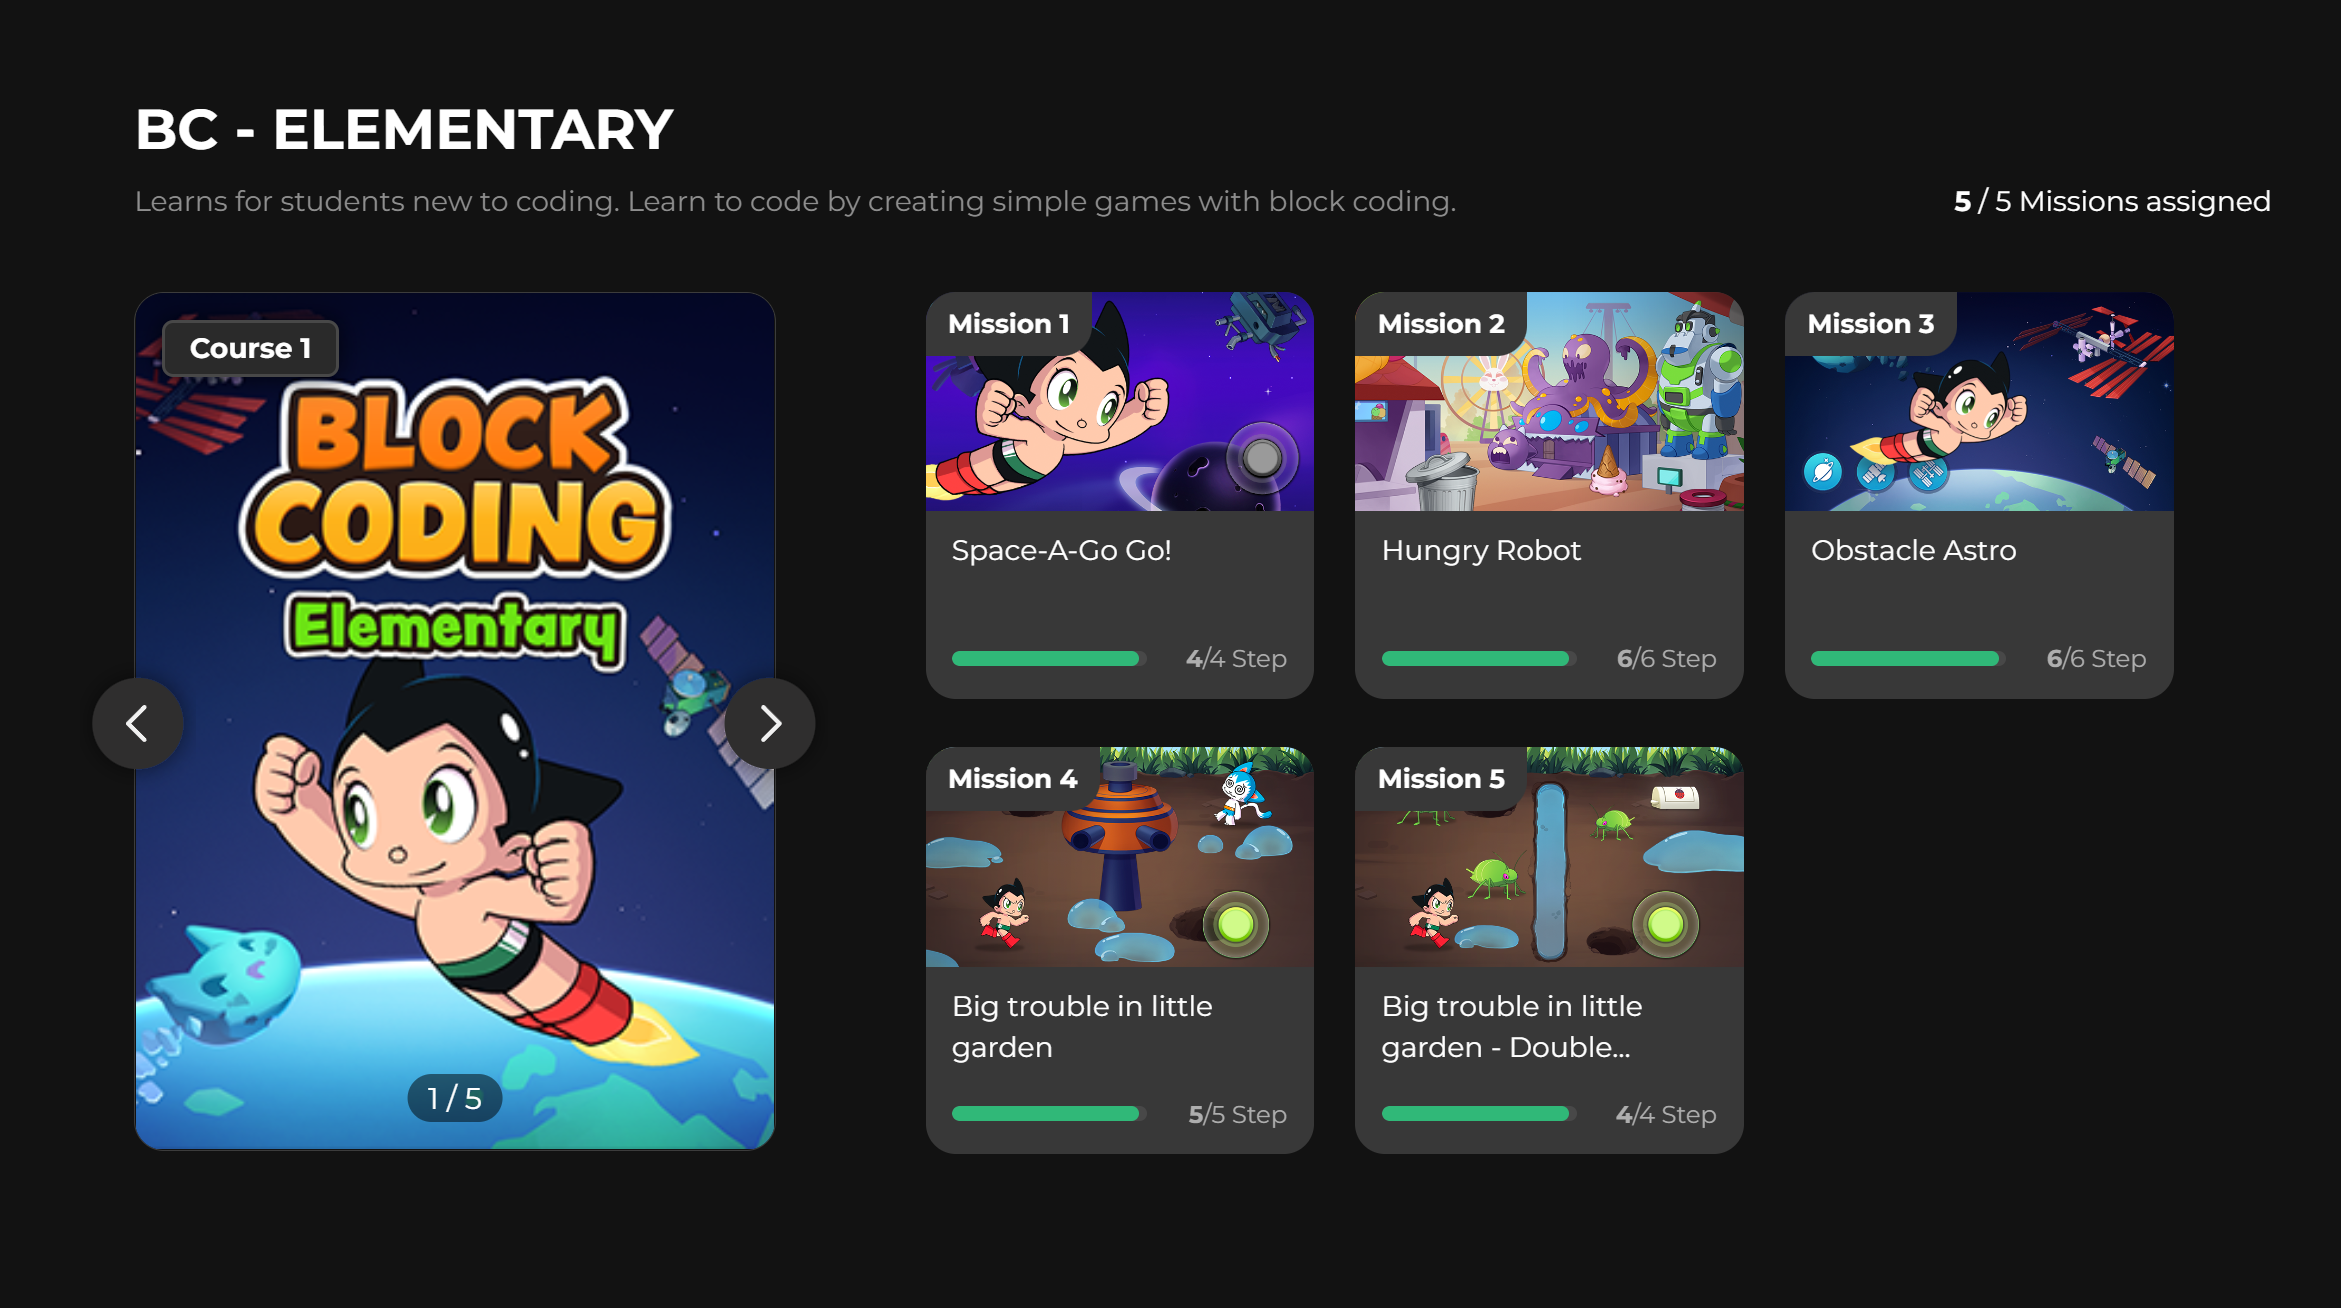 BC - ELEMENTARY
Learns for students new to coding. Learn to code by creating simple games with block coding.
5 / 5 Missions assigned
Course 1
BLOCK
CODING
Elementary
1 / 5
Mission 1
Space-A-Go Go!
4/4 Step
Mission 2
Hungry Robot
6/6 Step
Mission 3
Obstacle Astro
6/6 Step
Mission 4
Big trouble in little
garden
5/5 Step
Mission 5
Big trouble in little
garden - Double...
4/4 Step